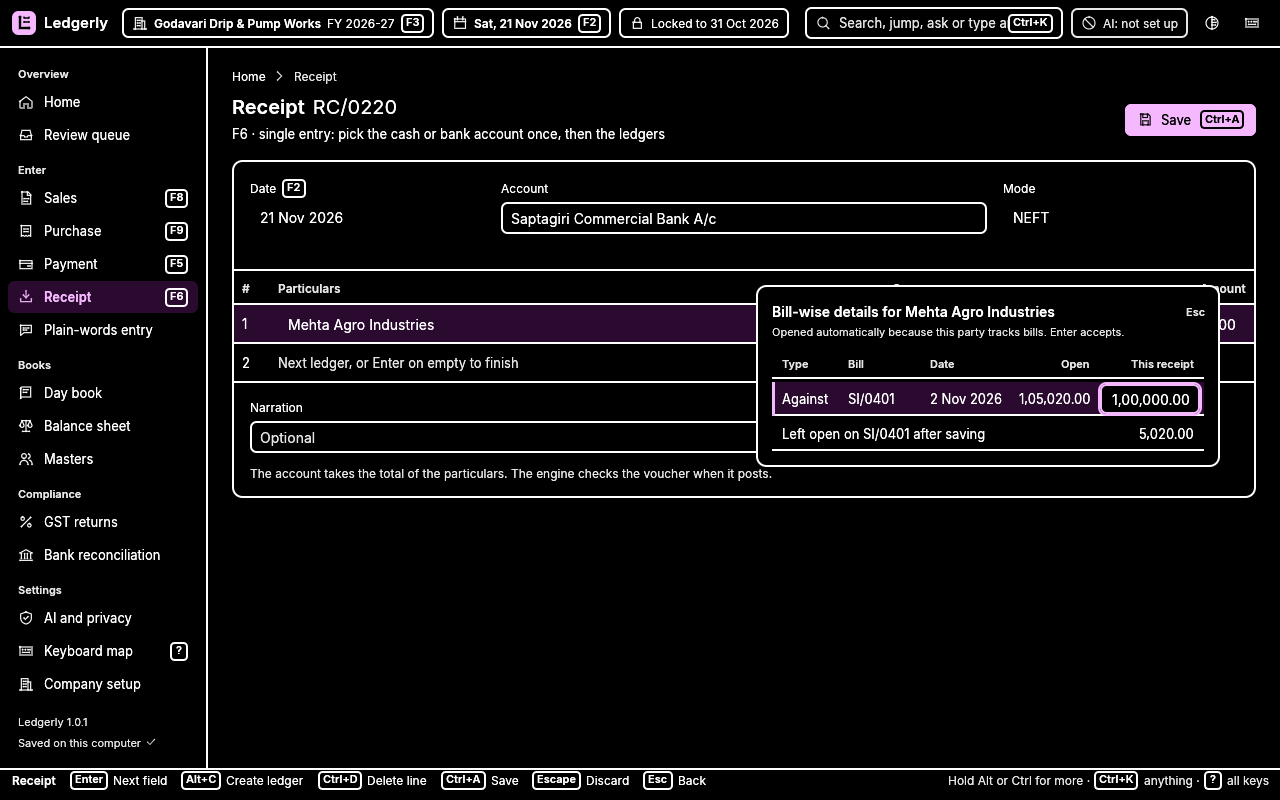 Ledgerly
Godavari Drip & Pump Works FY 2026-27 F3
Sat, 21 Nov 2026 F2
Locked to 31 Oct 2026
Search, jump, ask or type a Ctrl+K
AI: not set up
Overview
Home
Review queue
Enter
Sales F8
Purchase F9
Payment F5
Receipt F6
Plain-words entry
Books
Day book
Balance sheet
Masters
Compliance
GST returns
Bank reconciliation
Settings
AI and privacy
Keyboard map ?
Company setup
Ledgerly 1.0.1
Saved on this computer
Home Receipt
Receipt RC/0220
F6 · single entry: pick the cash or bank account once, then the ledgers
Save Ctrl+A
Date F2 Account Mode
21 Nov 2026 Saptagiri Commercial Bank A/c NEFT
# Particulars
1 Mehta Agro Industries
2 Next ledger, or Enter on empty to finish
Narration
Optional
The account takes the total of the particulars. The engine checks the voucher when it posts.
Bill-wise details for Mehta Agro Industries Esc
Opened automatically because this party tracks bills. Enter accepts.
Type Bill Date Open This receipt
Against SI/0401 2 Nov 2026 1,05,020.00 1,00,000.00
Left open on SI/0401 after saving 5,020.00
Receipt Enter Next field Alt+C Create ledger Ctrl+D Delete line Ctrl+A Save Escape Discard Esc Back
Hold Alt or Ctrl for more · Ctrl+K anything · ? all keys